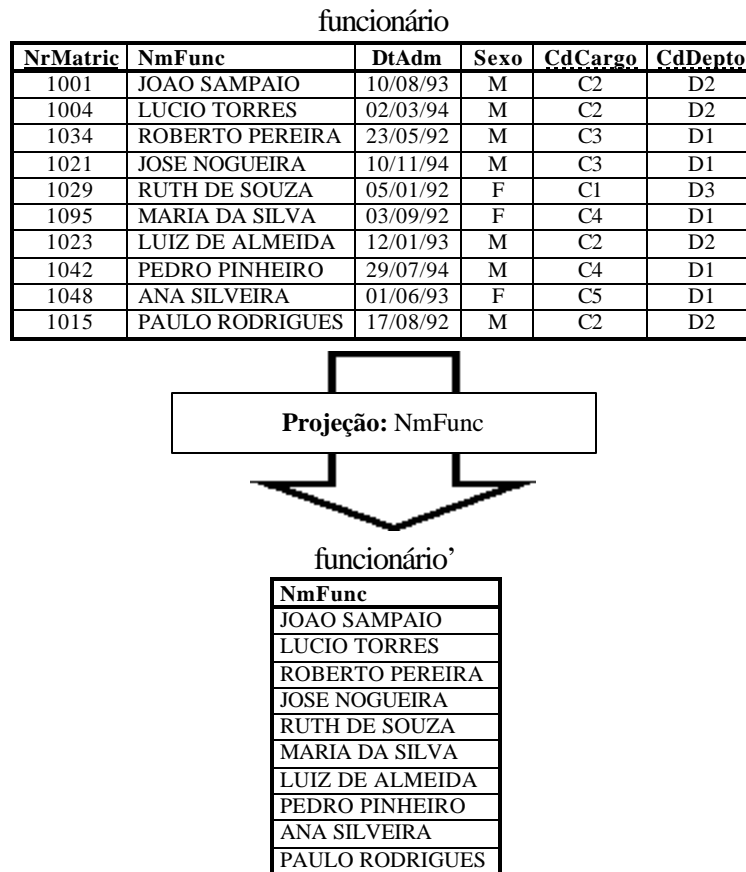 funcionário
NrMatric NmFunc DtAdm Sexo CdCargo CdDepto
1001 JOAO SAMPAIO 10/08/93 M C2 D2
1004 LUCIO TORRES 02/03/94 M C2 D2
1034 ROBERTO PEREIRA 23/05/92 M C3 D1
1021 JOSE NOGUEIRA 10/11/94 M C3 D1
1029 RUTH DE SOUZA 05/01/92 F C1 D3
1095 MARIA DA SILVA 03/09/92 F C4 D1
1023 LUIZ DE ALMEIDA 12/01/93 M C2 D2
1042 PEDRO PINHEIRO 29/07/94 M C4 D1
1048 ANA SILVEIRA 01/06/93 F C5 D1
1015 PAULO RODRIGUES 17/08/92 M C2 D2
Projeção: NmFunc
funcionário’
NmFunc
JOAO SAMPAIO
LUCIO TORRES
ROBERTO PEREIRA
JOSE NOGUEIRA
RUTH DE SOUZA
MARIA DA SILVA
LUIZ DE ALMEIDA
PEDRO PINHEIRO
ANA SILVEIRA
PAULO RODRIGUES